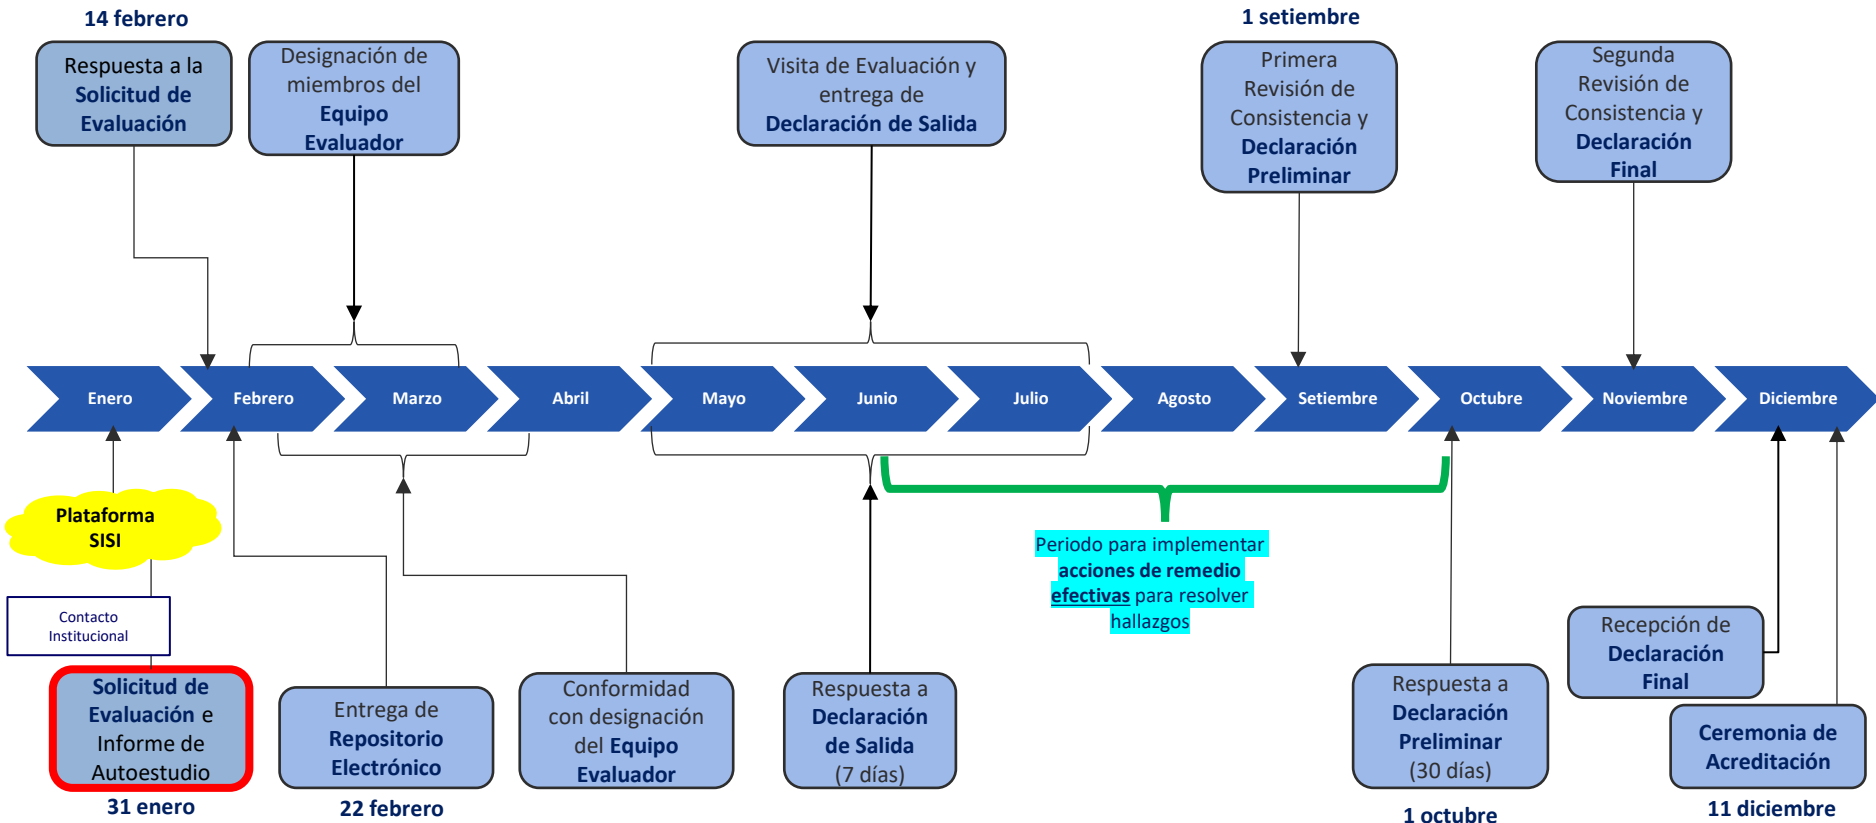 14 febrero
Respuesta a la
Solicitud de
Evaluación
Designación de
miembros del
Equipo
Evaluador
Visita de Evaluación y
entrega de
Declaración de Salida
1 setiembre
Primera
Revisión de
Consistencia y
Declaración
Preliminar
Segunda
Revisión de
Consistencia y
Declaración
Final
Enero
Febrero
Marzo
Abril
Mayo
Junio
Julio
Agosto
Setiembre
Octubre
Noviembre
Diciembre
Plataforma
SISI
Contacto
Institucional
Solicitud de
Evaluación e
Informe de
Autoestudio
31 enero
Entrega de
Repositorio
Electrónico
22 febrero
Conformidad
con designación
del Equipo
Evaluador
Respuesta a
Declaración
de Salida
(7 días)
Periodo para implementar
acciones de remedio
efectivas para resolver
hallazgos
Respuesta a
Declaración
Preliminar
(30 días)
1 octubre
Recepción de
Declaración
Final
Ceremonia de
Acreditación
11 diciembre